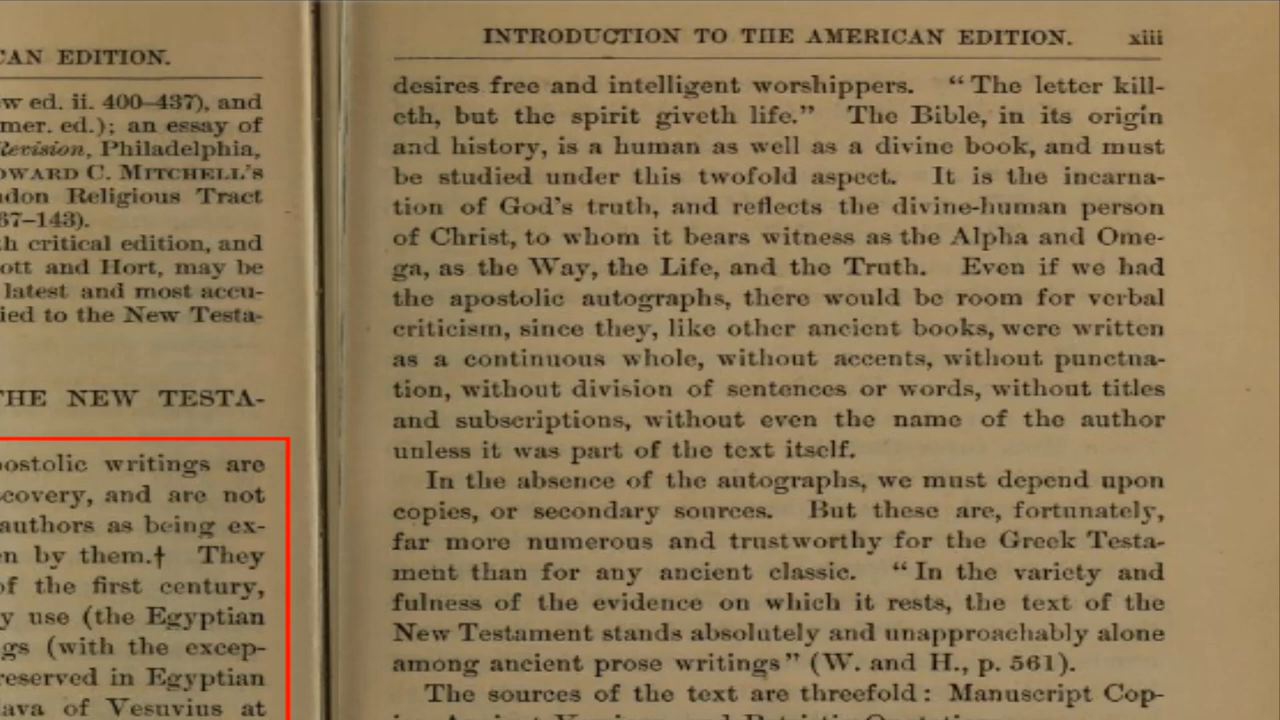 CAN EDITION.
w ed. ii. 400–437), and
mer. ed.); an essay of
Revision, Philadelphia,
OWARD C. MITCHELL'S
ndon Religious Tract
37–143).
th critical edition, and
ott and Hort, may be
latest and most accu-
ied to the New Testa-
THE NEW TESTA-
postolic writings are
scovery, and are not
authors as being ex-
en by them.† They
of the first century,
y use (the Egyptian
gs (with the excep-
reserved in Egyptian
lava of Vesuvius at
INTRODUCTION TO THE AMERICAN EDITION. xiii
desires free and intelligent worshippers. “The letter kill-
eth, but the spirit giveth life.” The Bible, in its origin
and history, is a human as well as a divine book, and must
be studied under this twofold aspect. It is the incarna-
tion of God's truth, and reflects the divine-human person
of Christ, to whom it bears witness as the Alpha and Ome-
ga, as the Way, the Life, and the Truth. Even if we had
the apostolic autographs, there would be room for verbal
criticism, since they, like other ancient books, were written
as a continuous whole, without accents, without punctua-
tion, without division of sentences or words, without titles
and subscriptions, without even the name of the author
unless it was part of the text itself.
In the absence of the autographs, we must depend upon
copies, or secondary sources. But these are, fortunately,
far more numerous and trustworthy for the Greek Testa-
ment than for any ancient classic. “In the variety and
fulness of the evidence on which it rests, the text of the
New Testament stands absolutely and unapproachably alone
among ancient prose writings” (W. and H., p. 561).
The sources of the text are threefold: Manuscript Cop-